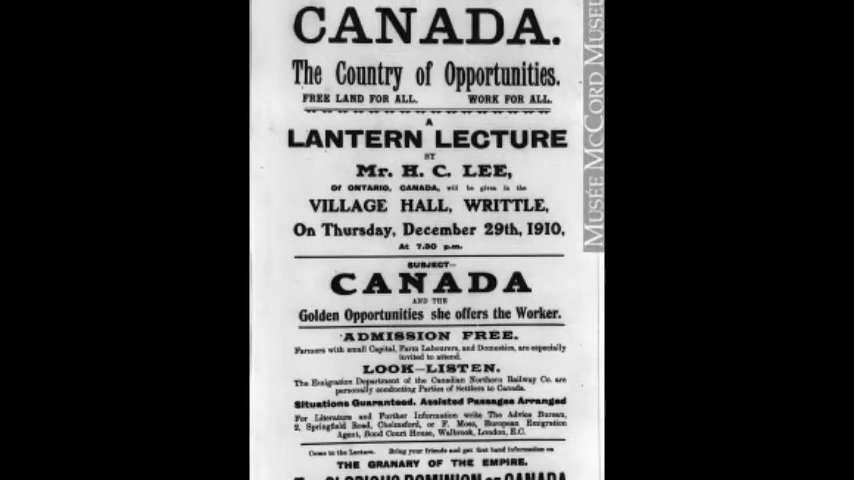 CANADA.
The Country of Opportunities.
FREE LAND FOR ALL. WORK FOR ALL.
A
LANTERN LECTURE
BY
Mr. H. C. LEE,
Of ONTARIO, CANADA, will be given in the
VILLAGE HALL, WRITTLE,
On Thursday, December 29th, 1910,
At 7.30 p.m.
SUBJECT—
CANADA
AND THE
Golden Opportunities she offers the Worker.
ADMISSION FREE.
Farmers with small Capital, Farm Labourers, and Domestics, are especially
invited to attend.
LOOK—LISTEN.
The Emigration Department of the Canadian Northern Railway Co. are
personally conducting Parties of Settlers to Canada.
Situations Guaranteed. Assisted Passages Arranged
For Literature and Further Information write The Advice Bureau,
2, Springfield Road, Chelmsford, or F. Moss, European Emigration
Agent, Bond Court House, Walbrook, London, E.C.
Come to the Lecture. Bring your friends and get first hand information on
THE GRANARY OF THE EMPIRE.
The GLORIOUS DOMINION OF CANADA
MUSÉE MCCORD MUSEU